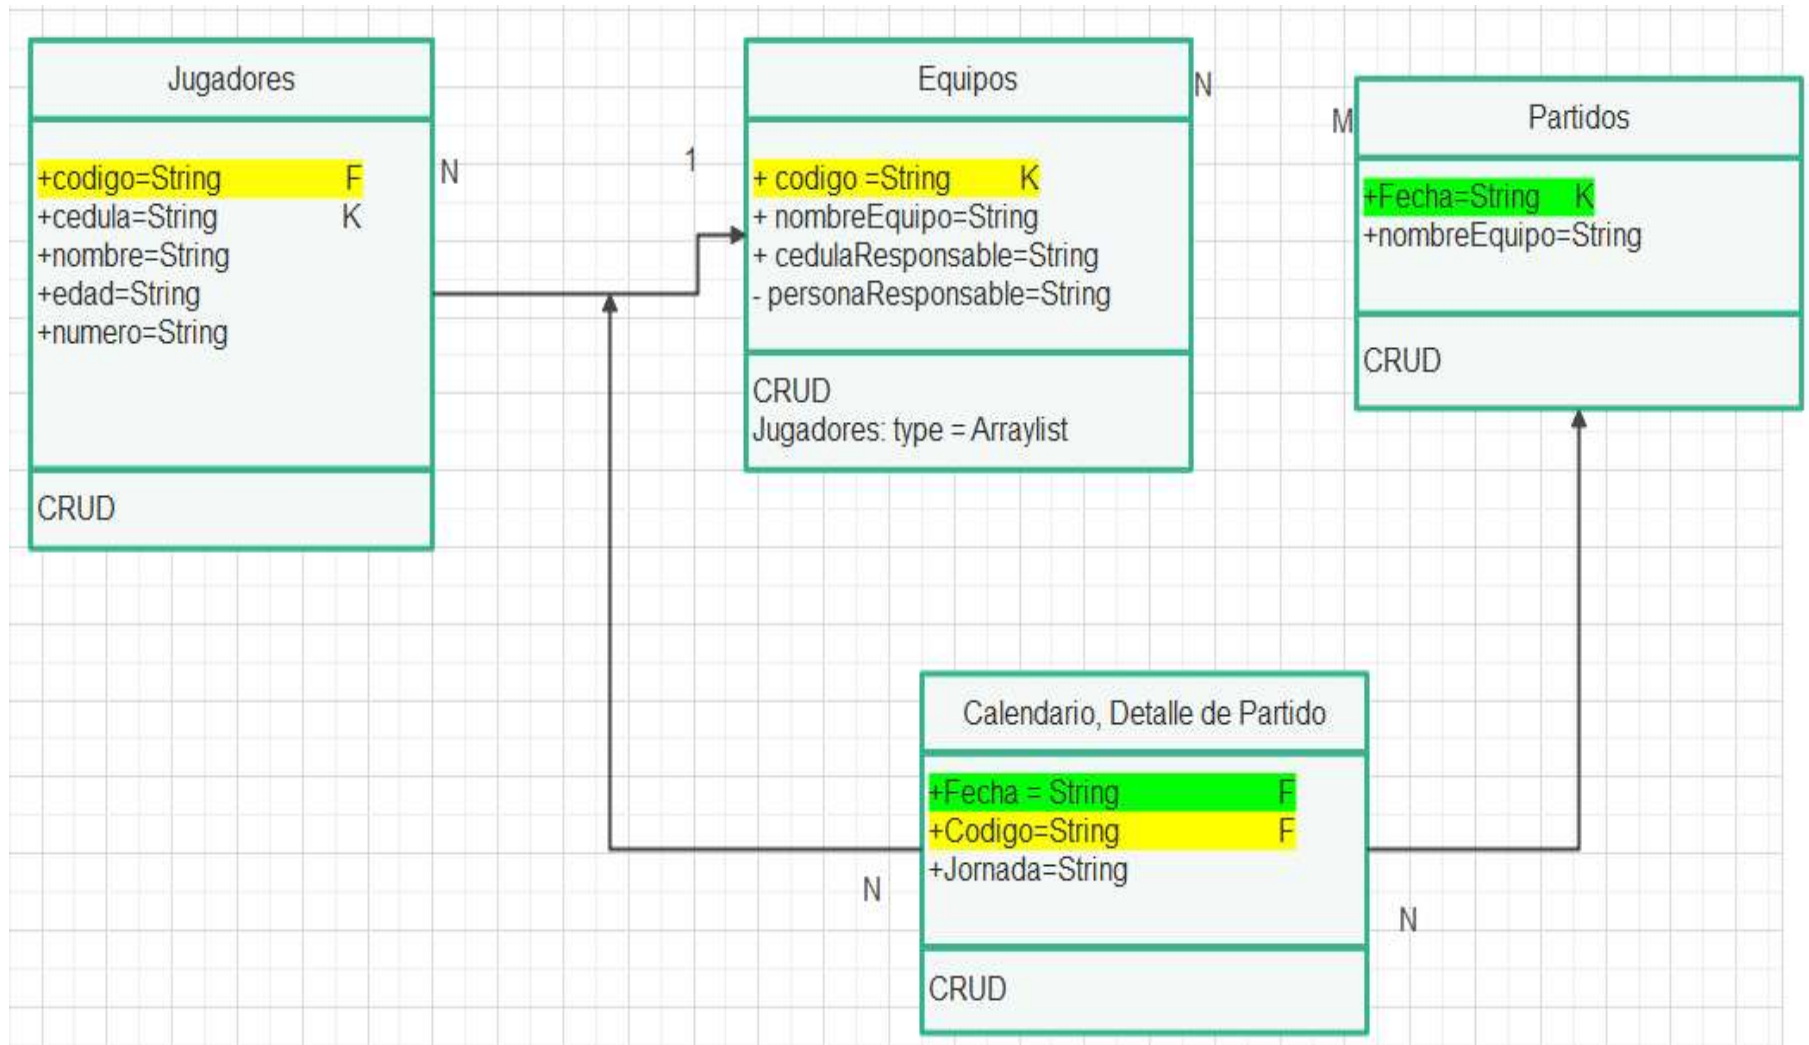 Jugadores
+codigo=String F
+cedula=String K
+nombre=String
+edad=String
+numero=String
CRUD
N
1
Equipos
+ codigo =String K
+ nombreEquipo=String
+ cedulaResponsable=String
- personaResponsable=String
CRUD
Jugadores: type = Arraylist
N
M
Partidos
+Fecha=String K
+nombreEquipo=String
CRUD
Calendario, Detalle de Partido
+Fecha = String F
+Codigo=String F
+Jornada=String
CRUD
N
N